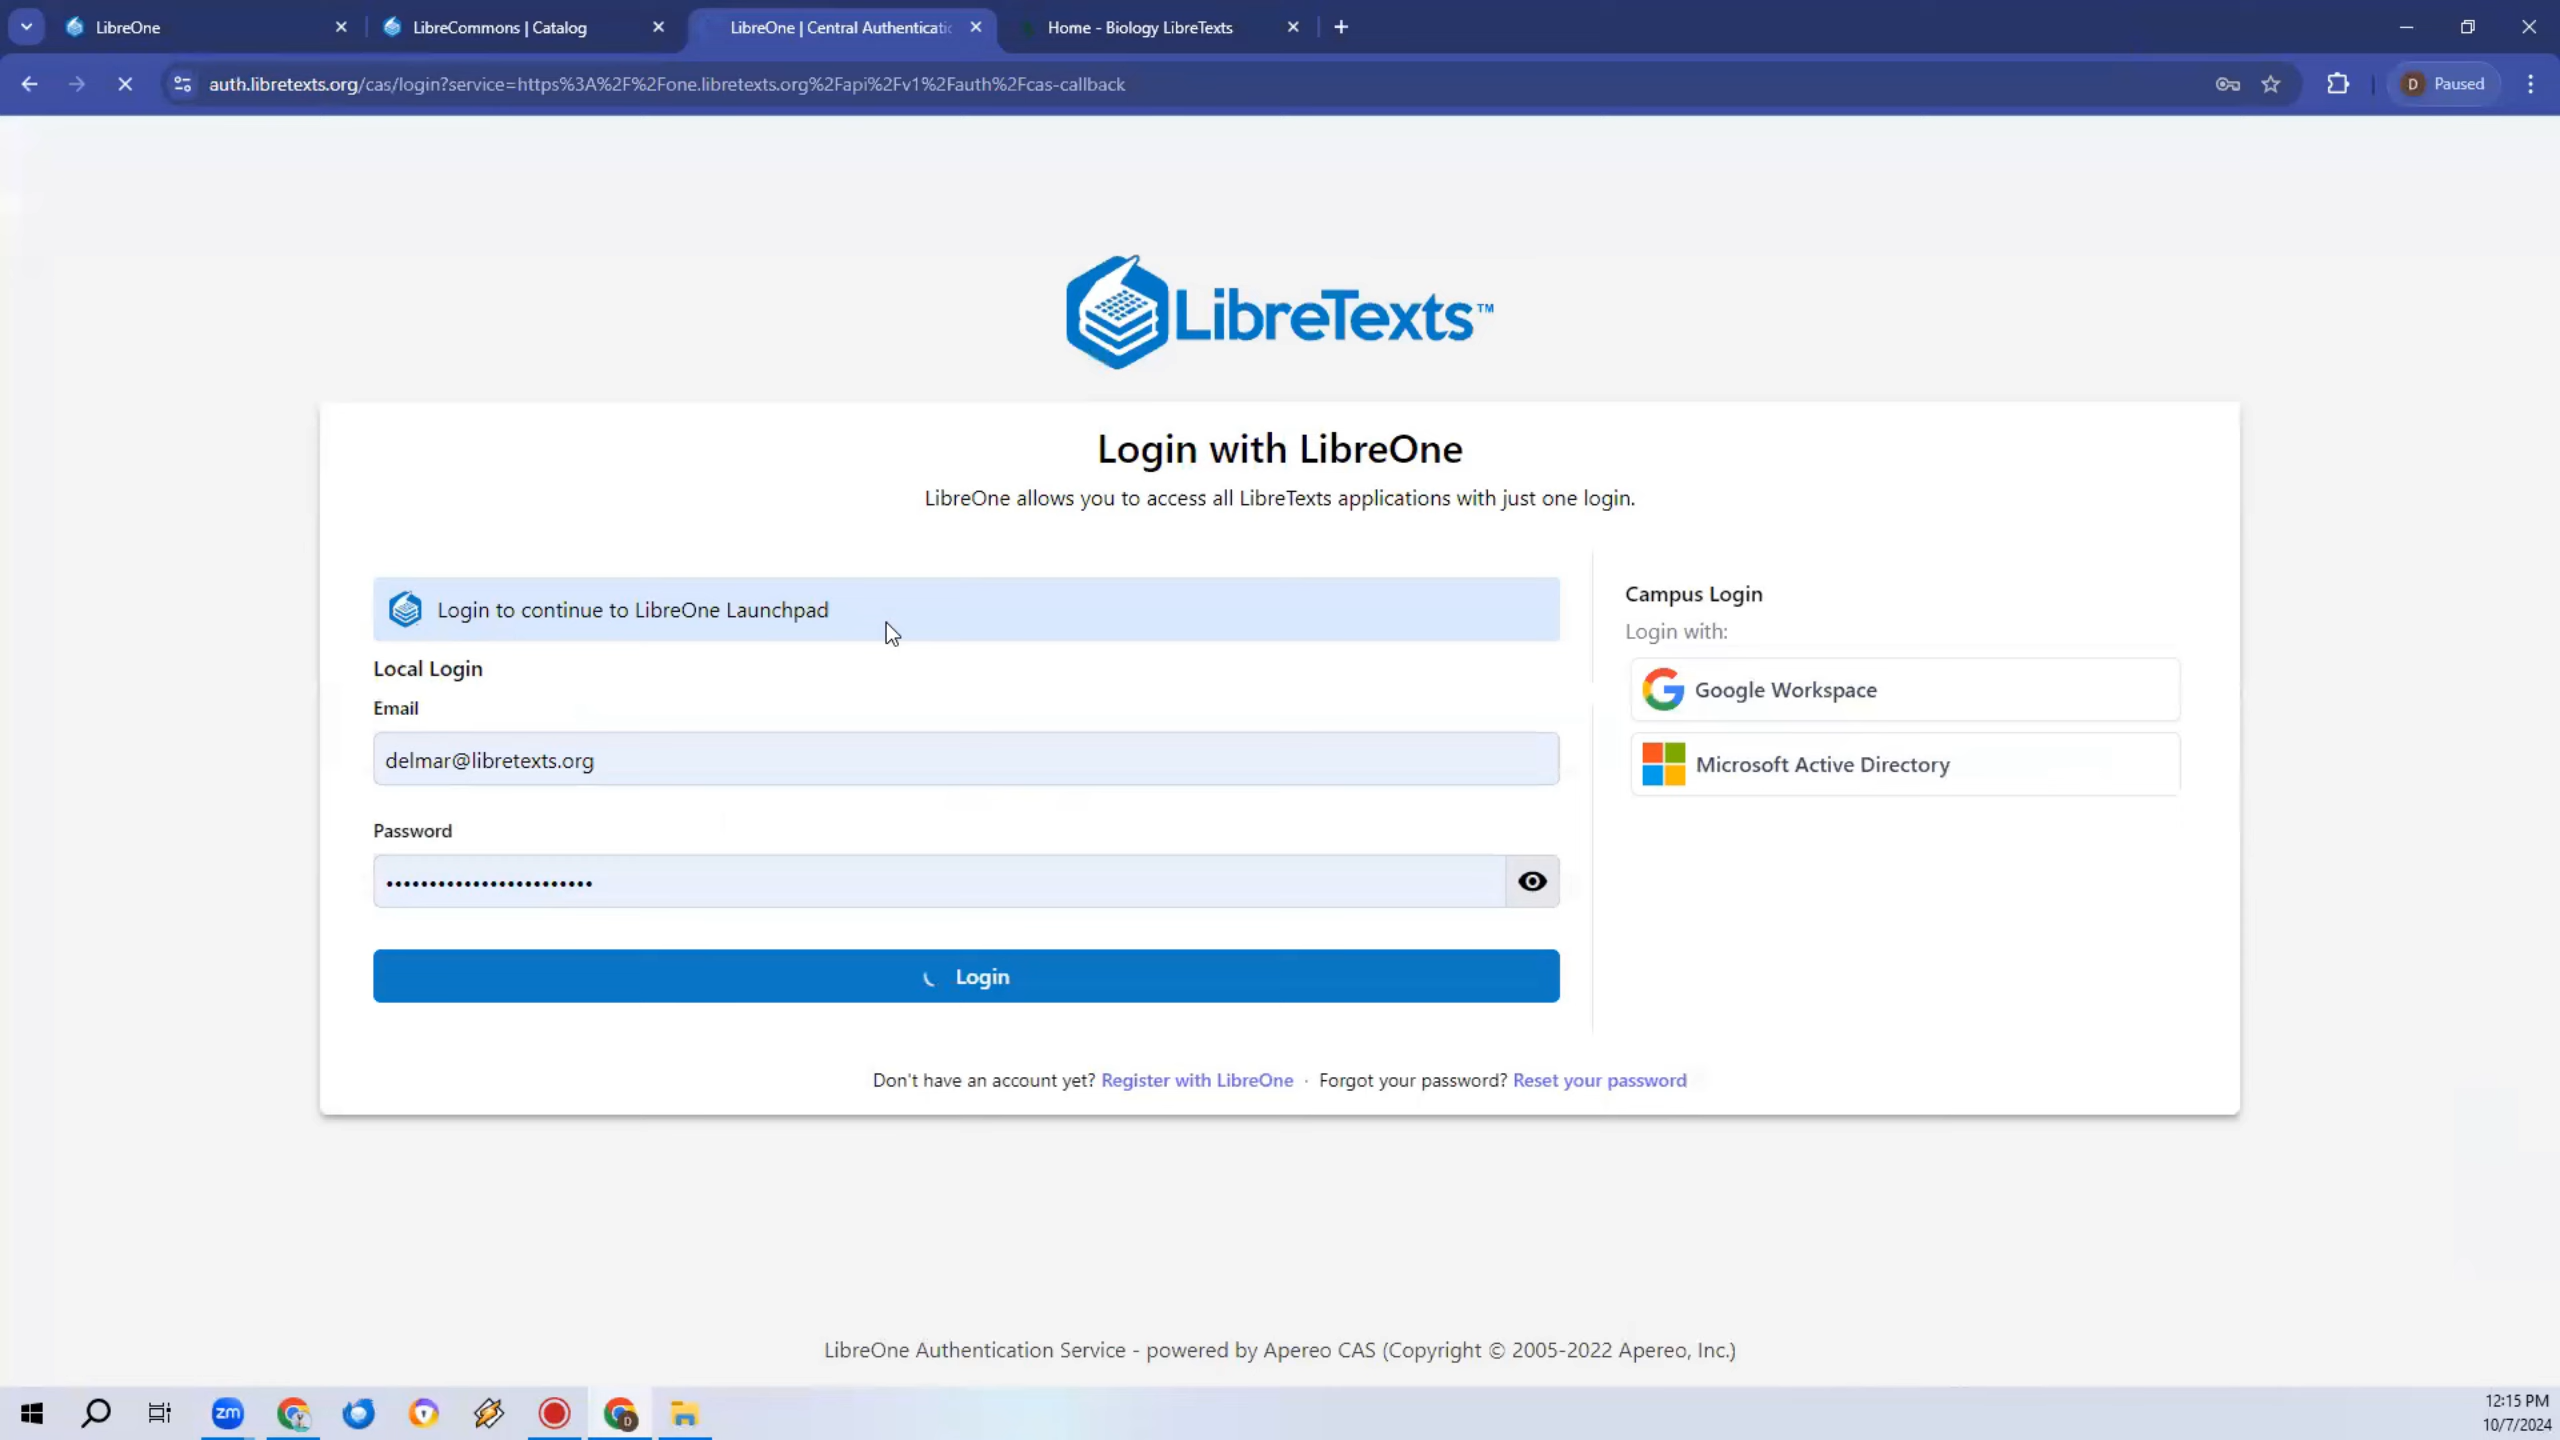 LibreOne
LibreCommons | Catalog
LibreOne | Central Authenticatic
Home - Biology LibreTexts
auth.libretexts.org/cas/login?service=https%3A%2F%2Fone.libretexts.org%2Fapi%2Fv1%2Fauth%2Fcas-callback
D Paused
LibreTexts™
Login with LibreOne
LibreOne allows you to access all LibreTexts applications with just one login.
Login to continue to LibreOne Launchpad
Local Login
Email
delmar@libretexts.org
Password
••••••••••••••••••••••••
Login
Campus Login
Login with:
Google Workspace
Microsoft Active Directory
Don't have an account yet? Register with LibreOne · Forgot your password? Reset your password
LibreOne Authentication Service - powered by Apereo CAS (Copyright © 2005-2022 Apereo, Inc.)
zm
D
12:15 PM
10/7/2024